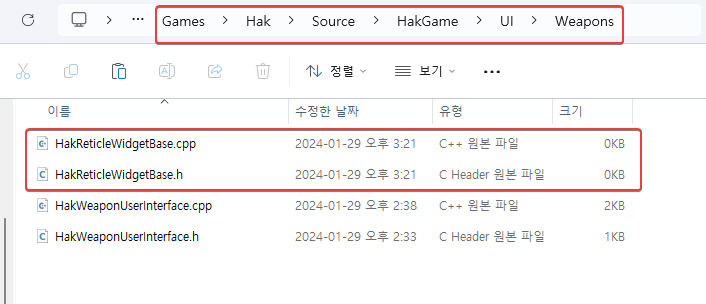 Games > Hak > Source > HakGame > UI > Weapons
정렬 보기
이름 수정한 날짜 유형 크기
HakReticleWidgetBase.cpp 2024-01-29 오후 3:21 C++ 원본 파일 0KB
HakReticleWidgetBase.h 2024-01-29 오후 3:21 C Header 원본 파일 0KB
HakWeaponUserInterface.cpp 2024-01-29 오후 2:38 C++ 원본 파일 2KB
HakWeaponUserInterface.h 2024-01-29 오후 2:33 C Header 원본 파일 1KB